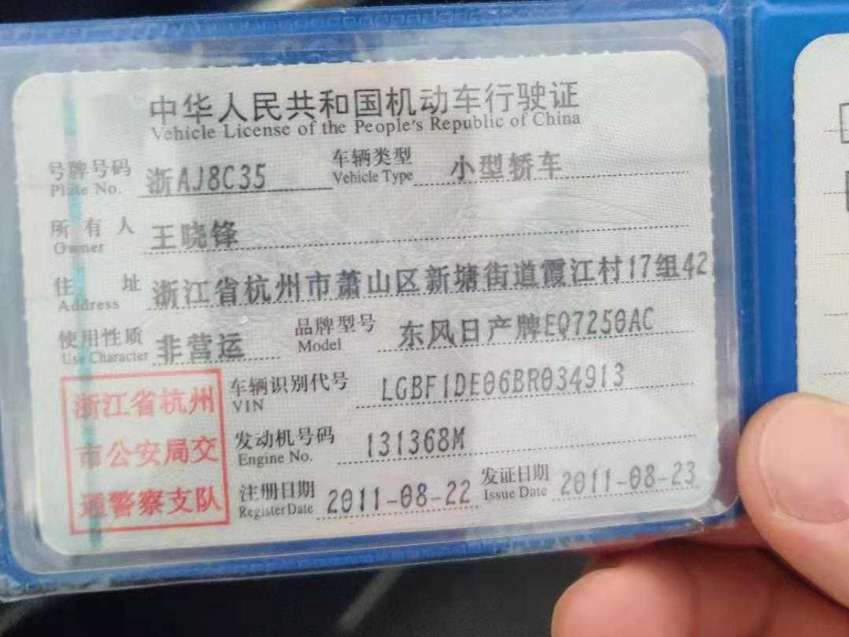 中华人民共和国机动车行驶证
Vehicle License of the People's Republic of China
号牌号码 浙AJ8C35 车辆类型 小型轿车
Plate No. Vehicle Type
所有人 王晓锋
Owner
住址 浙江省杭州市萧山区新塘街道霞江村17组42
Address
使用性质 非营运 品牌型号 东风日产牌EQ7250AC
Use Character Model
浙江省杭州 车辆识别代号 LGBF1DE06BR034913
VIN
市公安局交 发动机号码 131368M
Engine No.
通警察支队 注册日期 2011-08-22 发证日期 2011-08-23
Register Date Issue Date